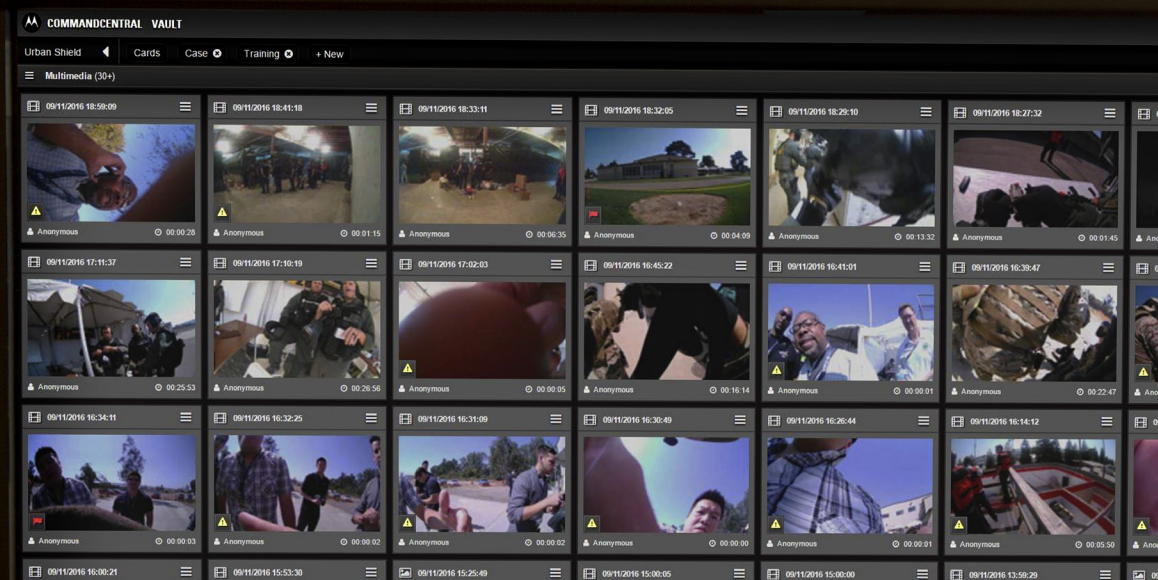 COMMANDCENTRAL VAULT
Urban Shield Cards Case Training + New
Multimedia (30+)
09/11/2016 18:59:09 09/11/2016 18:41:18 09/11/2016 18:33:11 09/11/2016 18:32:05 09/11/2016 18:29:10 09/11/2016 18:27:32
Anonymous 00:00:28 Anonymous 00:01:15 Anonymous 00:06:35 Anonymous 00:04:09 Anonymous 00:13:32 Anonymous 00:01:45
09/11/2016 17:11:37 09/11/2016 17:10:19 09/11/2016 17:02:03 09/11/2016 16:45:22 09/11/2016 16:41:01 09/11/2016 16:39:47
Anonymous 00:25:53 Anonymous 00:26:56 Anonymous 00:00:05 Anonymous 00:16:14 Anonymous 00:00:01 Anonymous 00:22:47
09/11/2016 16:34:11 09/11/2016 16:32:25 09/11/2016 16:31:09 09/11/2016 16:30:49 09/11/2016 16:26:44 09/11/2016 16:14:12
Anonymous 00:00:03 Anonymous 00:00:02 Anonymous 00:00:02 Anonymous 00:00:00 Anonymous 00:00:01 Anonymous 00:05:50
09/11/2016 16:00:21 09/11/2016 15:53:30 09/11/2016 15:25:49 09/11/2016 15:00:05 09/11/2016 15:00:00 09/11/2016 13:59:29